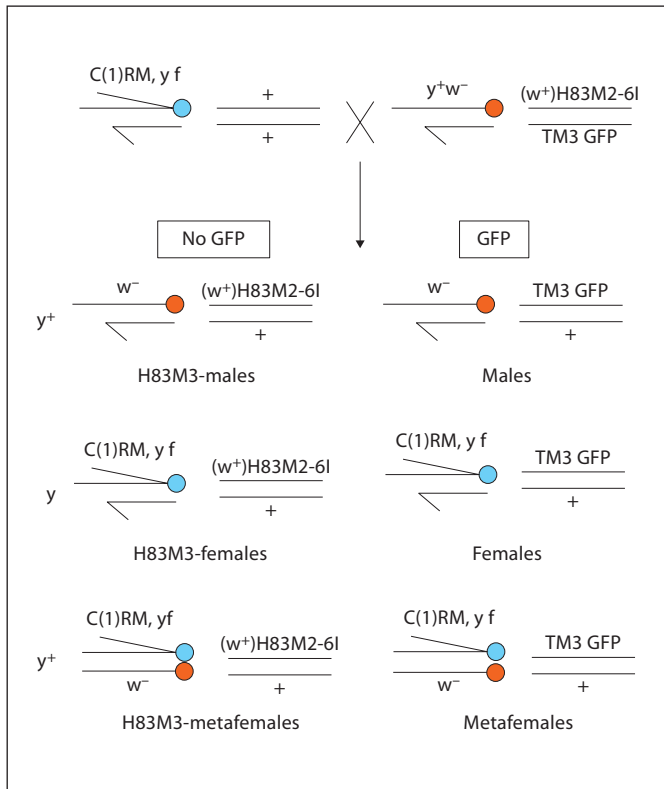 C(1)RM, y f
+
+
y+w–
(w+)H83M2-6I
TM3 GFP
No GFP
GFP
y+
w–
(w+)H83M2-6I
+
H83M3-males
w–
TM3 GFP
+
Males
y
C(1)RM, y f
(w+)H83M2-6I
+
H83M3-females
C(1)RM, y f
TM3 GFP
+
Females
y+
C(1)RM, yf
w–
(w+)H83M2-6I
+
H83M3-metafemales
C(1)RM, y f
w–
TM3 GFP
+
Metafemales